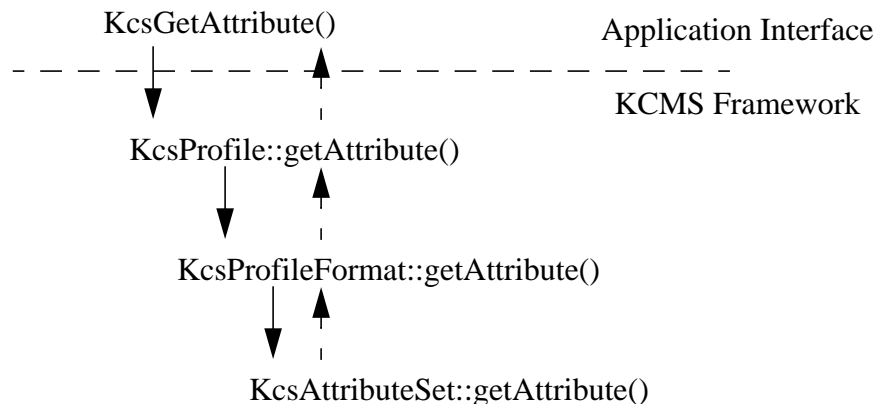 KcsGetAttribute()
Application Interface
KCMS Framework
KcsProfile::getAttribute()
KcsProfileFormat::getAttribute()
KcsAttributeSet::getAttribute()